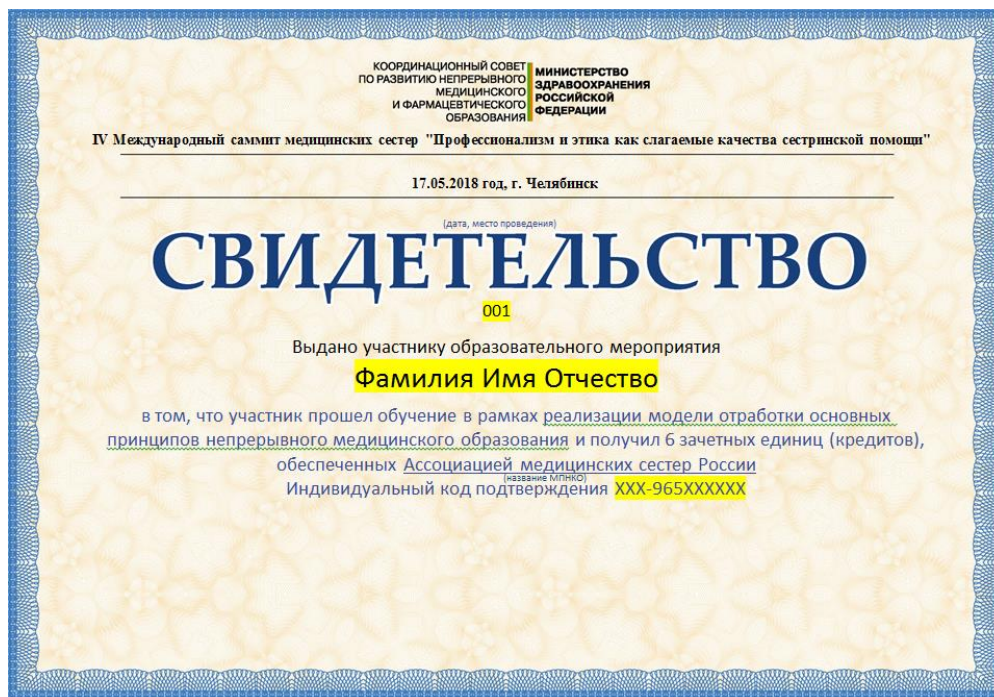 КООРДИНАЦИОННЫЙ СОВЕТ
ПО РАЗВИТИЮ НЕПРЕРЫВНОГО
МЕДИЦИНСКОГО
И ФАРМАЦЕВТИЧЕСКОГО
ОБРАЗОВАНИЯ
МИНИСТЕРСТВО
ЗДРАВООХРАНЕНИЯ
РОССИЙСКОЙ
ФЕДЕРАЦИИ
IV Международный саммит медицинских сестер "Профессионализм и этика как слагаемые качества сестринской помощи"
17.05.2018 год, г. Челябинск
(дата, место проведения)
СВИДЕТЕЛЬСТВО
001
Выдано участнику образовательного мероприятия
Фамилия Имя Отчество
в том, что участник прошел обучение в рамках реализации модели отработки основных
принципов непрерывного медицинского образования и получил 6 зачетных единиц (кредитов),
обеспеченных Ассоциацией медицинских сестер России
(название МПНКО)
Индивидуальный код подтверждения XXX-965XXXXXX